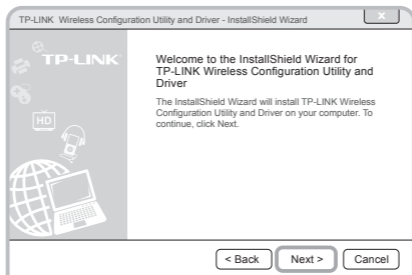 TP-LINK Wireless Configuration Utility and Driver - InstallShield Wizard
X
TP-LINK
HD
Welcome to the InstallShield Wizard for
TP-LINK Wireless Configuration Utility and
Driver
The InstallShield Wizard will install TP-LINK Wireless
Configuration Utility and Driver on your computer. To
continue, click Next.
< Back
Next >
Cancel